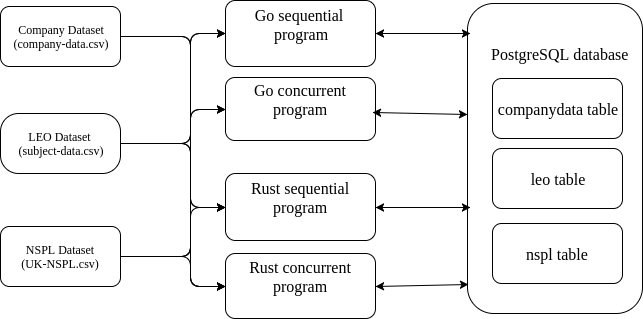 Company Dataset
(company-data.csv)
LEO Dataset
(subject-data.csv)
NSPL Dataset
(UK-NSPL.csv)
Go sequential
program
Go concurrent
program
Rust sequential
program
Rust concurrent
program
PostgreSQL database
companydata table
leo table
nspl table